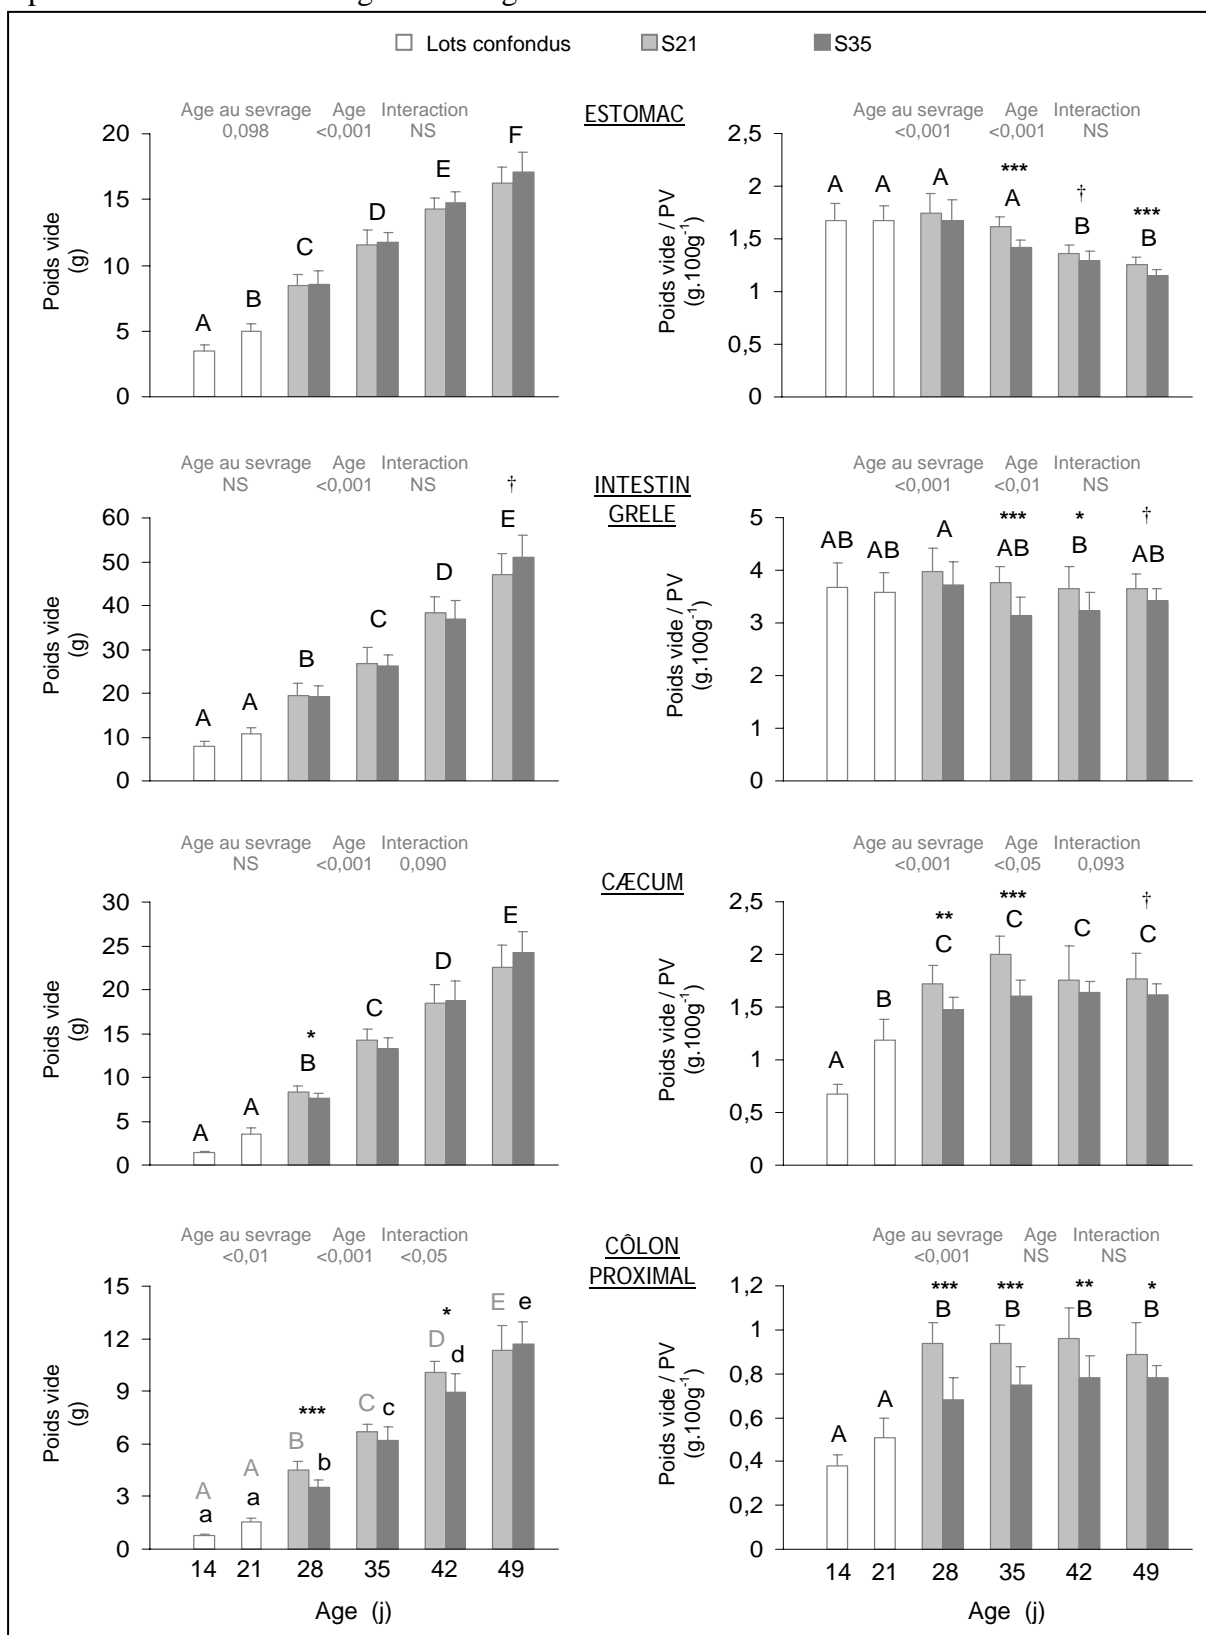 Lots confondus S21 S35
Age au sevrage Age Interaction
0,098 <0,001 NS
ESTOMAC
Age au sevrage Age Interaction
<0,001 <0,001 NS
Poids vide
(g)
20
15
10
5
0
A B C D E F
Poids vide / PV
(g.100g-1)
2,5
2
1,5
1
0,5
0
*** † ***
A A A A B B
Age au sevrage Age Interaction
NS <0,001 NS
INTESTIN
GRELE
Age au sevrage Age Interaction
<0,001 <0,01 NS
Poids vide
(g)
60
50
40
30
20
10
0
†
A A B C D E
Poids vide / PV
(g.100g-1)
5
4
3
4
1
0
*** * †
AB AB A AB B AB
Age au sevrage Age Interaction
NS <0,001 0,090
CÆCUM
Age au sevrage Age Interaction
<0,001 <0,05 0,093
Poids vide
(g)
30
25
20
15
10
5
0
*
A A B C D E
Poids vide / PV
(g.100g-1)
2,5
2
1,5
1
0,5
0
** *** †
A B C C C C
Age au sevrage Age Interaction
<0,01 <0,001 <0,05
CÔLON
PROXIMAL
Age au sevrage Age Interaction
<0,001 NS NS
Poids vide
(g)
15
12
9
6
3
0
*** *
A A B C D E
a a b c d e
14 21 28 35 42 49
Age (j)
Poids vide / PV
(g.100g-1)
1,2
1
0,8
0,6
0,4
0,2
0
*** *** ** *
A A B B B B
14 21 28 35 42 49
Age (j)